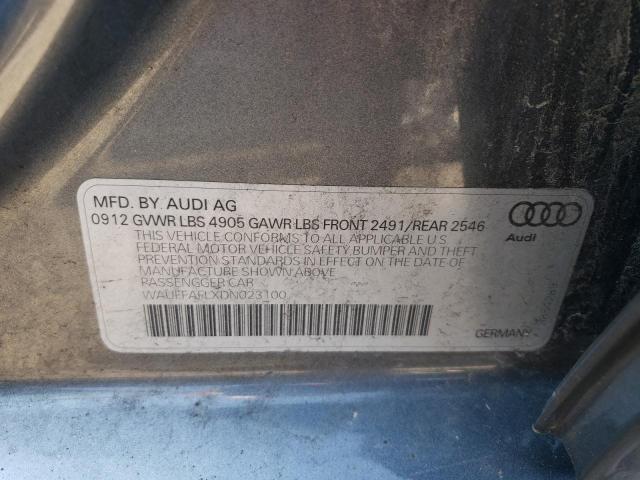 MFD. BY AUDI AG
0912 GVWR LBS 4905 GAWR LBS FRONT 2491/REAR 2546
THIS VEHICLE CONFORMS TO ALL APPLICABLE U.S.
FEDERAL MOTOR VEHICLE SAFETY, BUMPER AND THEFT
PREVENTION STANDARDS IN EFFECT ON THE DATE OF
MANUFACTURE SHOWN ABOVE
PASSENGGER CAR
WAUFFAFLXDN023100
Audi
GERMANY